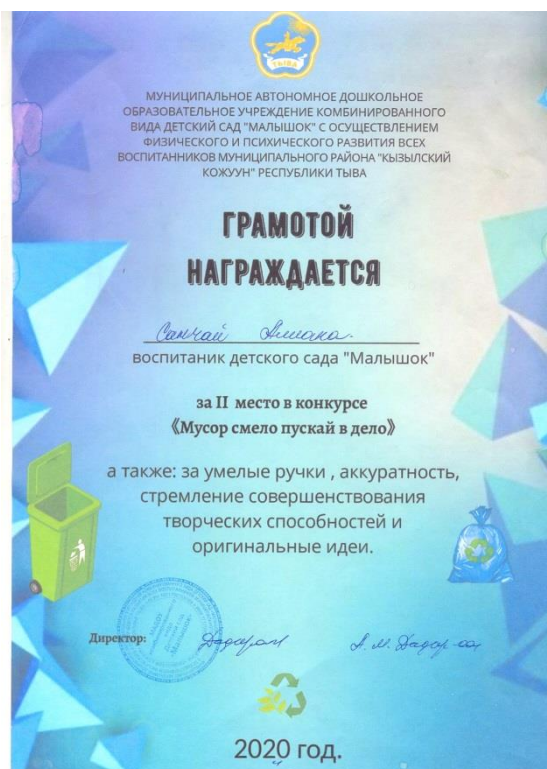 ТЫВА
МУНИЦИПАЛЬНОЕ АВТОНОМНОЕ ДОШКОЛЬНОЕ
ОБРАЗОВАТЕЛЬНОЕ УЧРЕЖДЕНИЕ КОМБИНИРОВАННОГО
ВИДА ДЕТСКИЙ САД "МАЛЫШОК" С ОСУЩЕСТВЛЕНИЕМ
ФИЗИЧЕСКОГО И ПСИХИЧЕСКОГО РАЗВИТИЯ ВСЕХ
ВОСПИТАННИКОВ МУНИЦИПАЛЬНОГО РАЙОНА "КЫЗЫЛСКИЙ
КОЖУУН" РЕСПУБЛИКИ ТЫВА
ГРАМОТОЙ
НАГРАЖДАЕТСЯ
Санчай
воспитаник детского сада "Малышок"
за II место в конкурсе
《Мусор смело пускай в дело》
а также: за умелые ручки , аккуратность,
стремление совершенствования
творческих способностей и
оригинальные идеи.
Директор: А. М. Дадар-оол
2020 год.